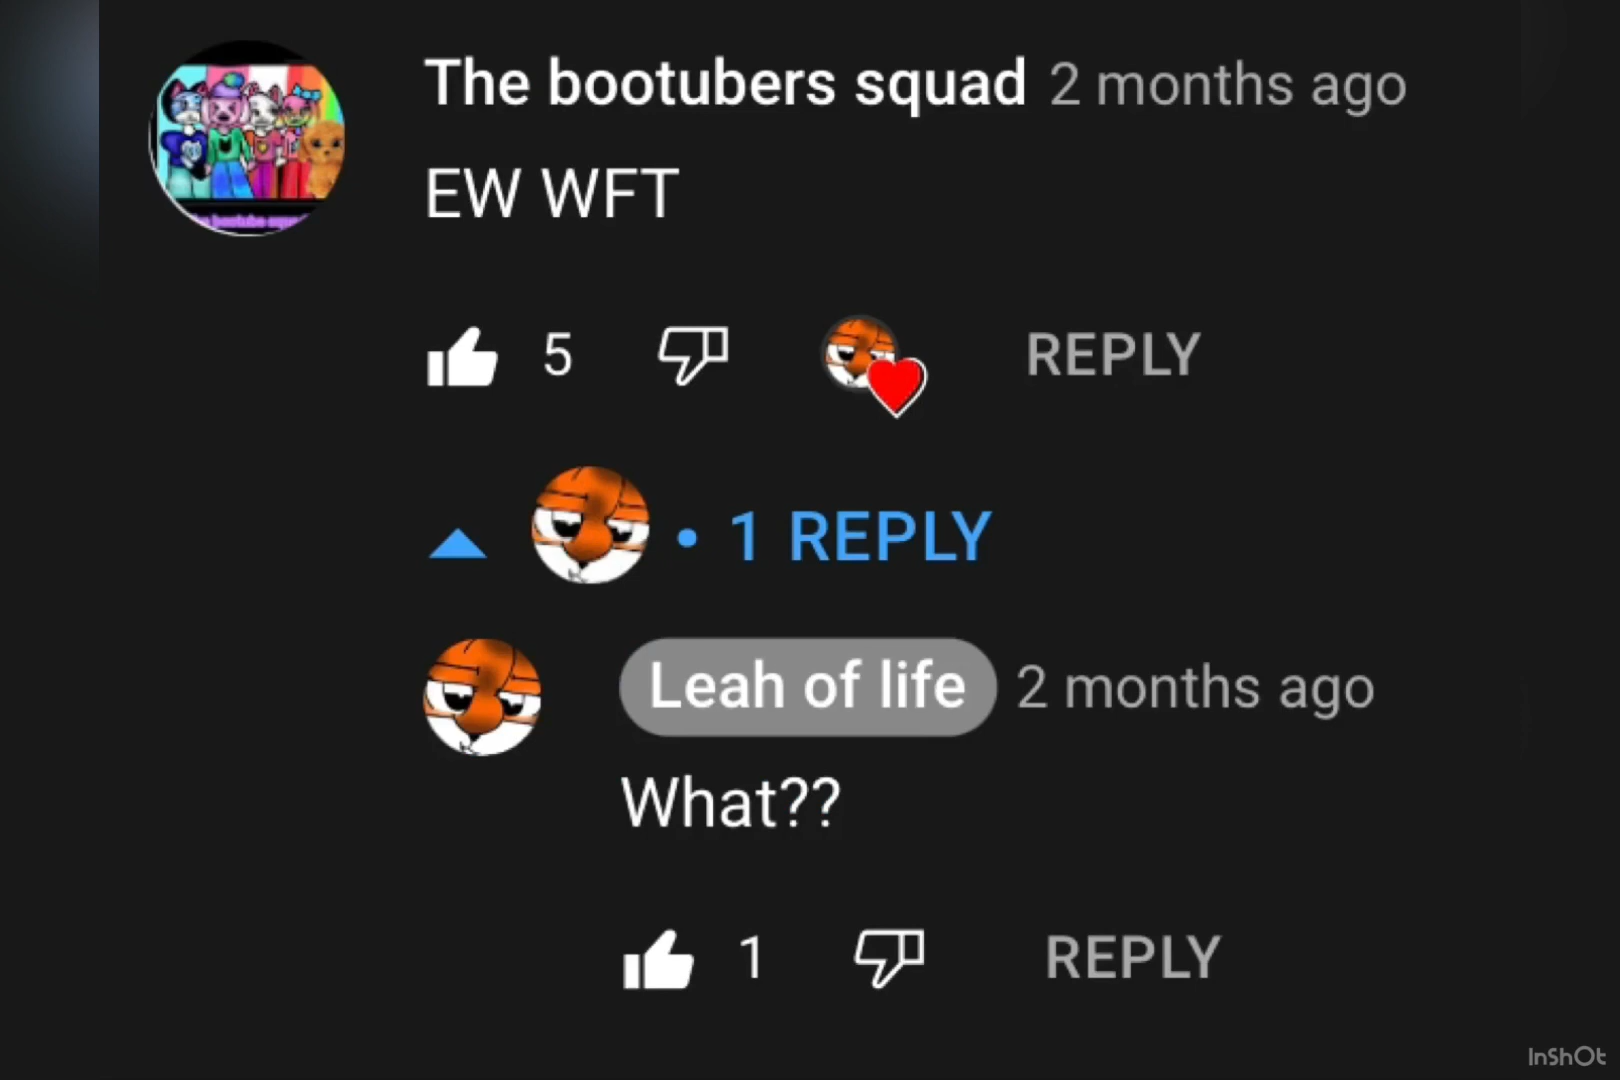 The bootubers squad 2 months ago
EW WFT
5 REPLY
• 1 REPLY
Leah of life 2 months ago
What??
1 REPLY
InShOt